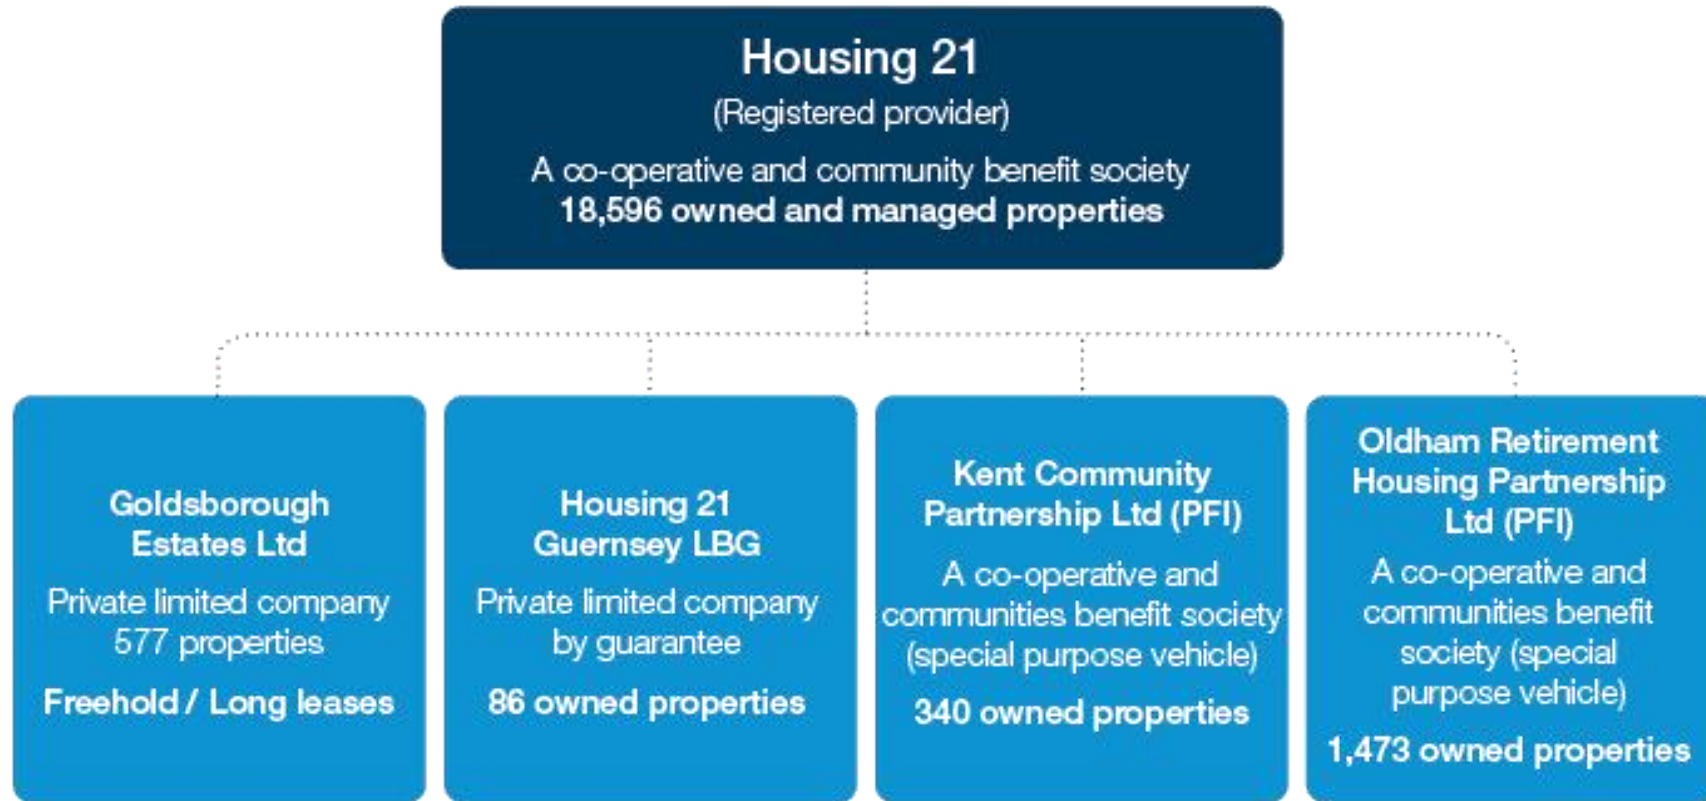 Housing 21
(Registered provider)
A co-operative and community benefit society
18,596 owned and managed properties
Goldsborough
Estates Ltd
Private limited company
577 properties
Freehold / Long leases
Housing 21
Guernsey LBG
Private limited company
by guarantee
86 owned properties
Kent Community
Partnership Ltd (PFI)
A co-operative and
communities benefit society
(special purpose vehicle)
340 owned properties
Oldham Retirement
Housing Partnership
Ltd (PFI)
A co-operative and
communities benefit
society (special
purpose vehicle)
1,473 owned properties